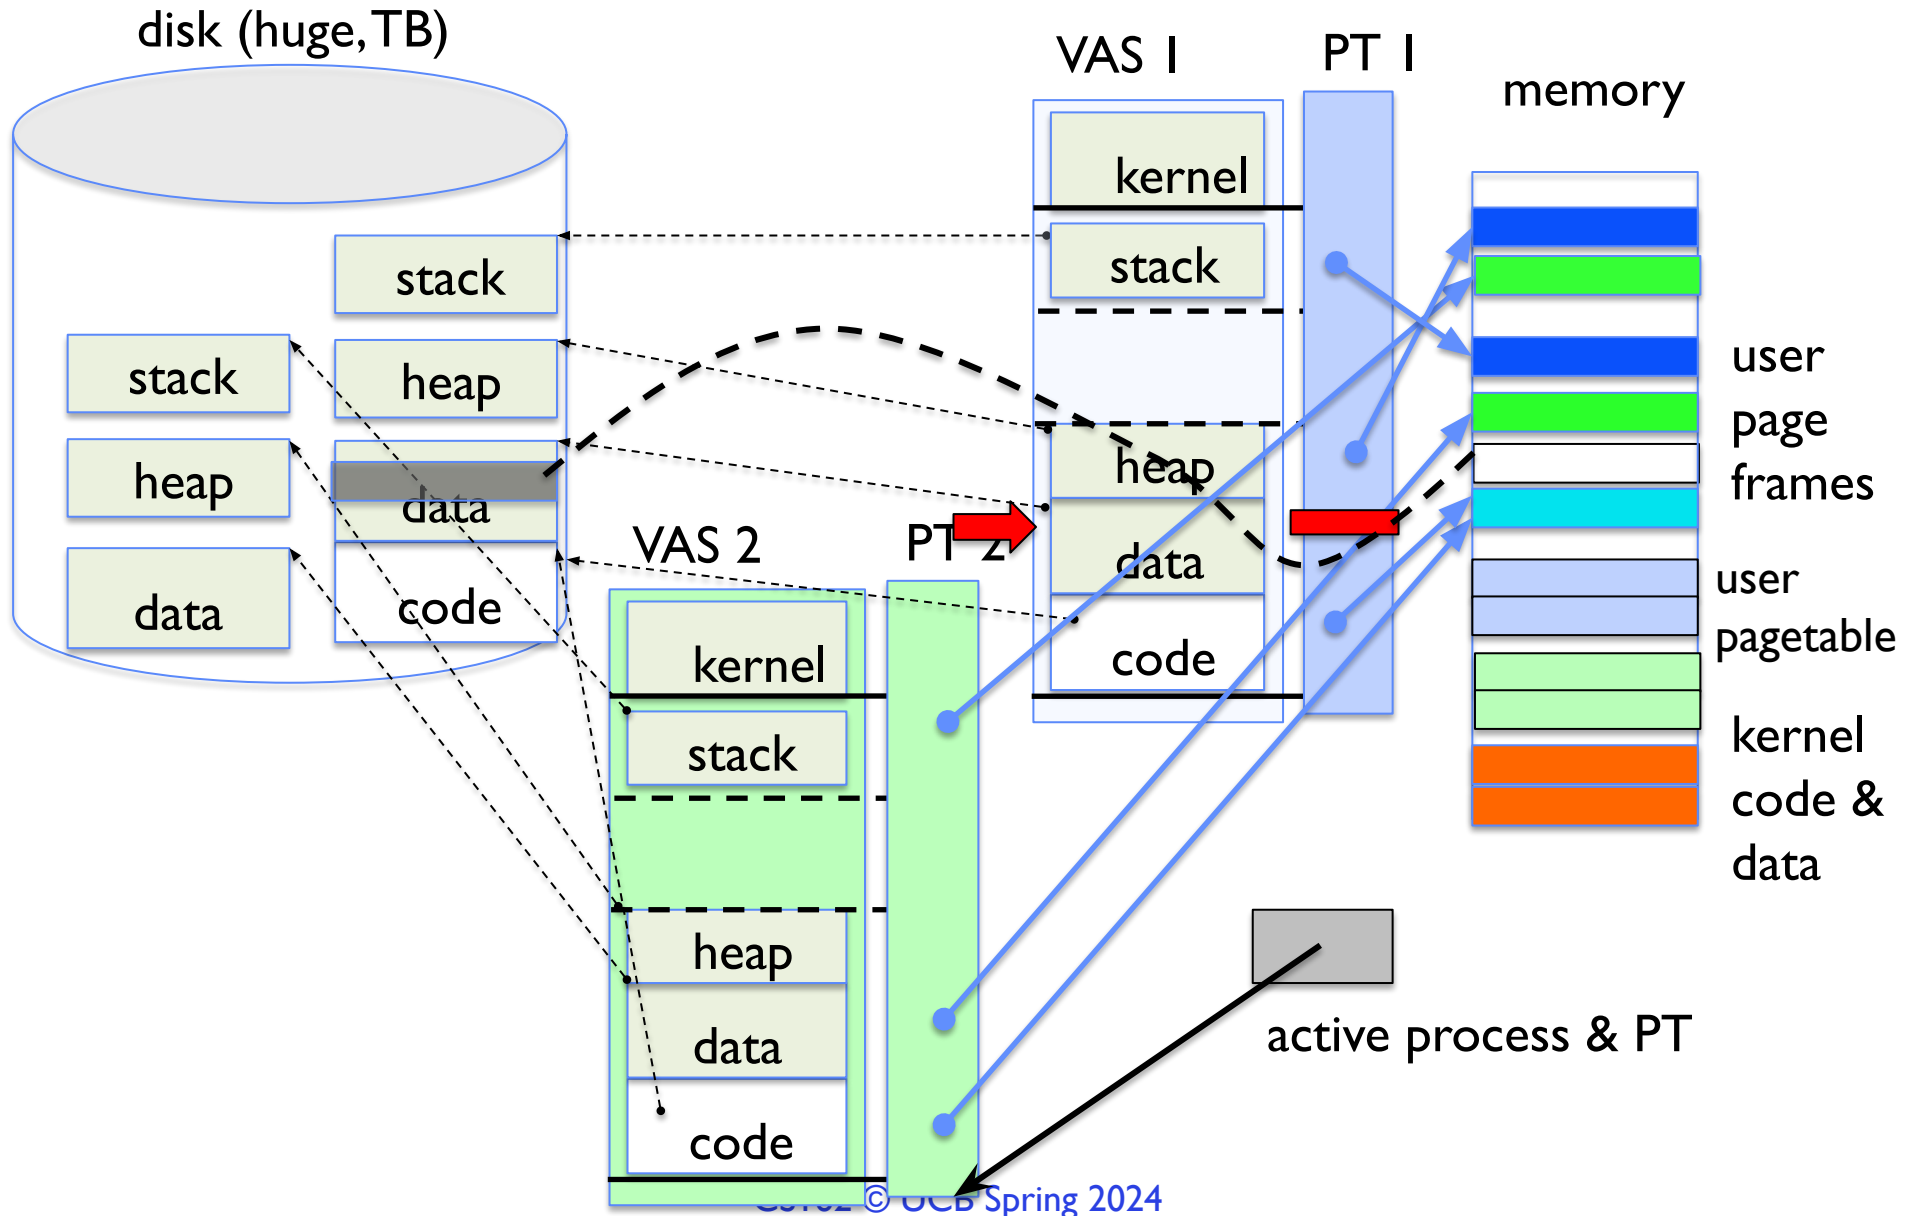 disk (huge, TB)
VAS 1
PT 1
memory
kernel
stack
stack
stack
heap
user
page
frames
heap
heap
data
VAS 2
PT 2
data
data
code
code
user
pagetable
kernel
stack
kernel
code &
data
heap
data
code
active process & PT
© UCB Spring 2024